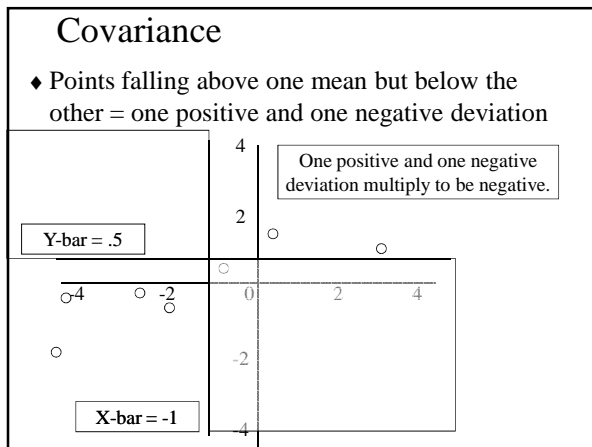 Covariance
♦ Points falling above one mean but below the
other = one positive and one negative deviation
4
One positive and one negative
deviation multiply to be negative.
2
Y-bar = .5
-4 -2 0 2 4
-2
X-bar = -1
-4